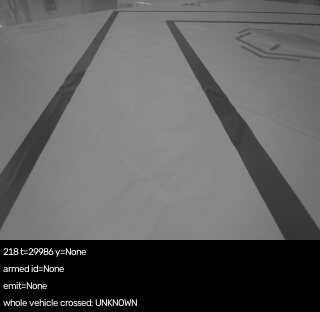 218 t=29986 y=None
armed id=None
emit=None
whole vehicle crossed: UNKNOWN